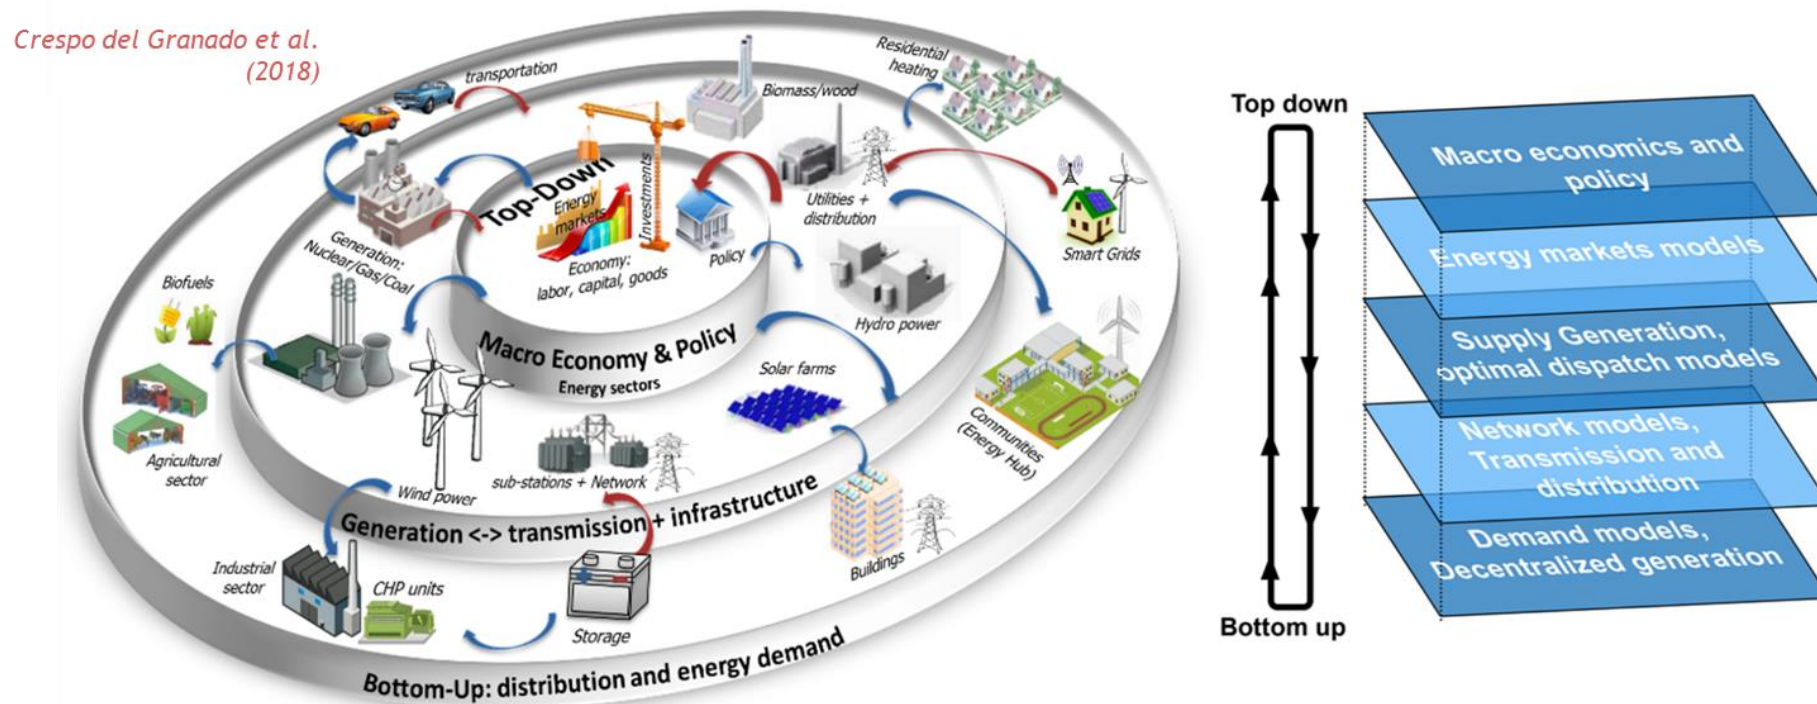 Crespo del Granado et al.
(2018)
transportation
Biomass/wood
Residential
heating
Top-Down
Energy
markets
Investments
Economy:
labor, capital, goods
Policy
Utilities +
distribution
Smart Grids
Generation:
Nuclear/Gas/Coal
Biofuels
Hydro power
Macro Economy & Policy
Energy sectors
Solar farms
Communities
(Energy Hub)
Agricultural
sector
Wind power
sub-stations + Network
Generation <-> transmission + infrastructure
Buildings
Industrial
sector
CHP units
Storage
Bottom-Up: distribution and energy demand
Top down
Macro economics and
policy
Energy markets models
Supply Generation,
optimal dispatch models
Network models,
Transmission and
distribution
Demand models,
Decentralized generation
Bottom up